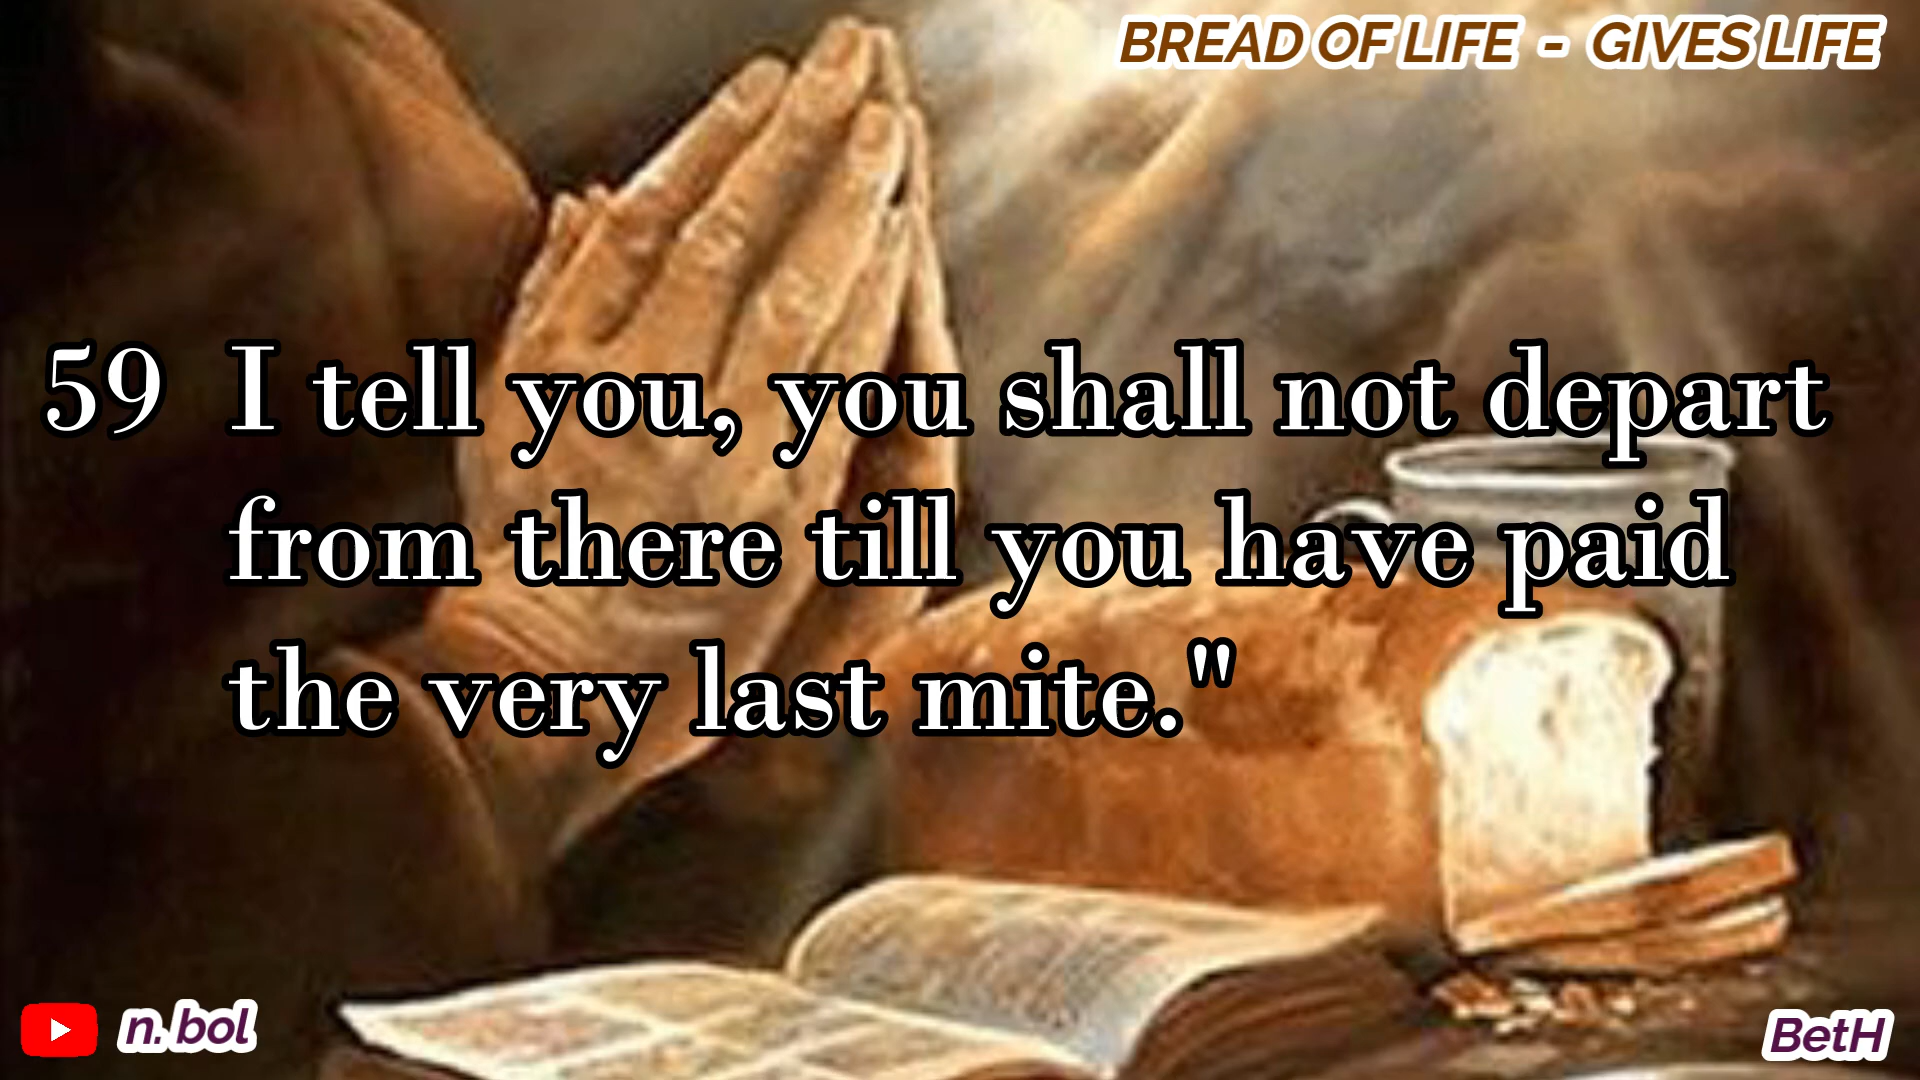 BREAD OF LIFE - GIVES LIFE
59 I tell you, you shall not depart
from there till you have paid
the very last mite."
n. bol
BetH